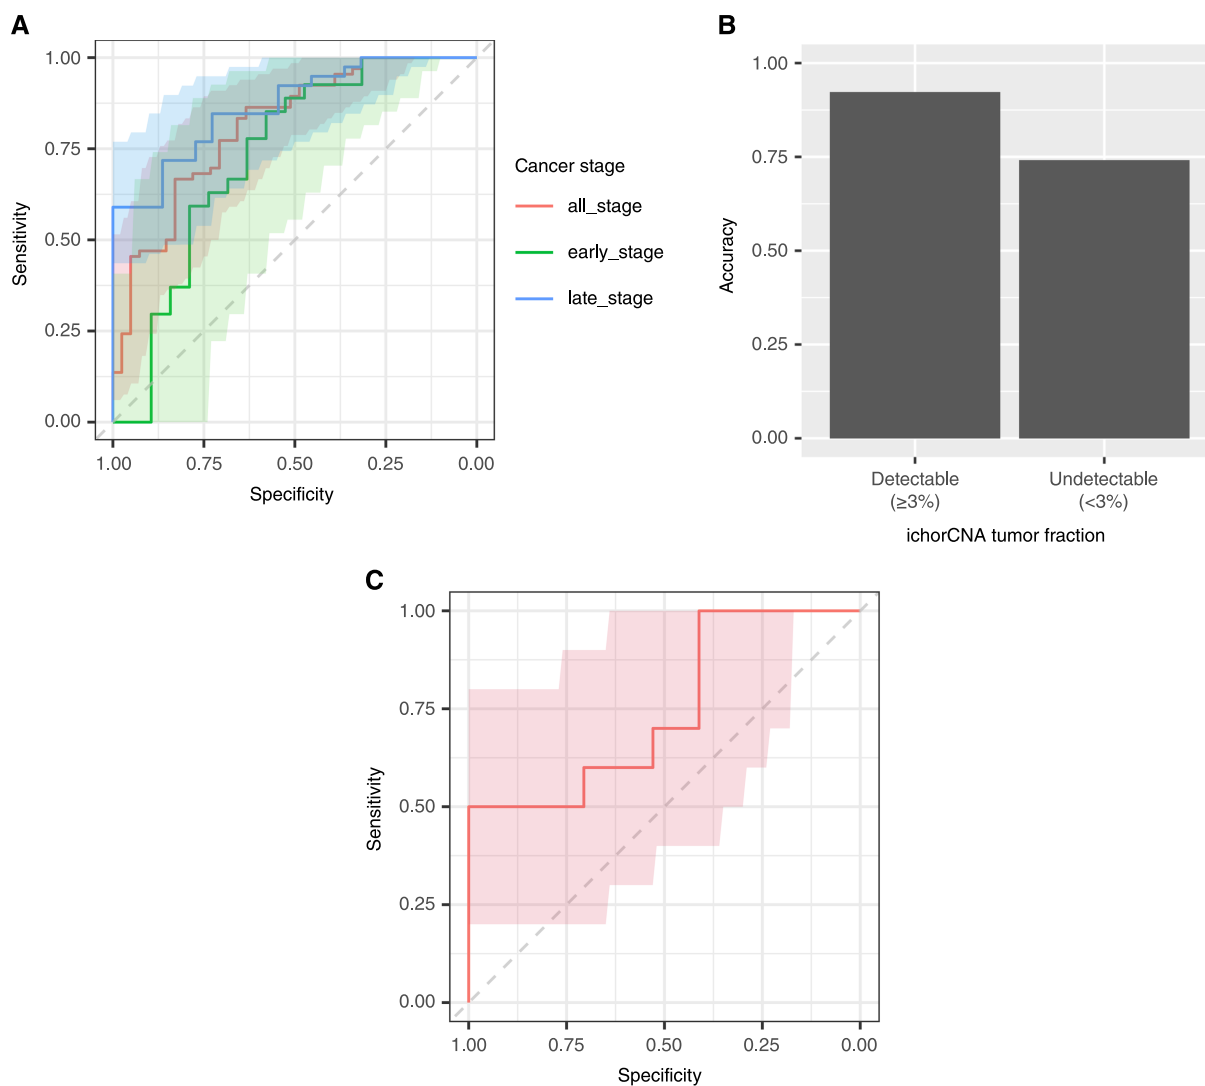 A
1.00
0.75
0.50
0.25
0.00
Sensitivity
1.00 0.75 0.50 0.25 0.00
Specificity
Cancer stage
all_stage
early_stage
late_stage
B
1.00
0.75
0.50
0.25
0.00
Accuracy
Detectable
(≥3%)
Undetectable
(<3%)
ichorCNA tumor fraction
C
1.00
0.75
0.50
0.25
0.00
Sensitivity
1.00 0.75 0.50 0.25 0.00
Specificity